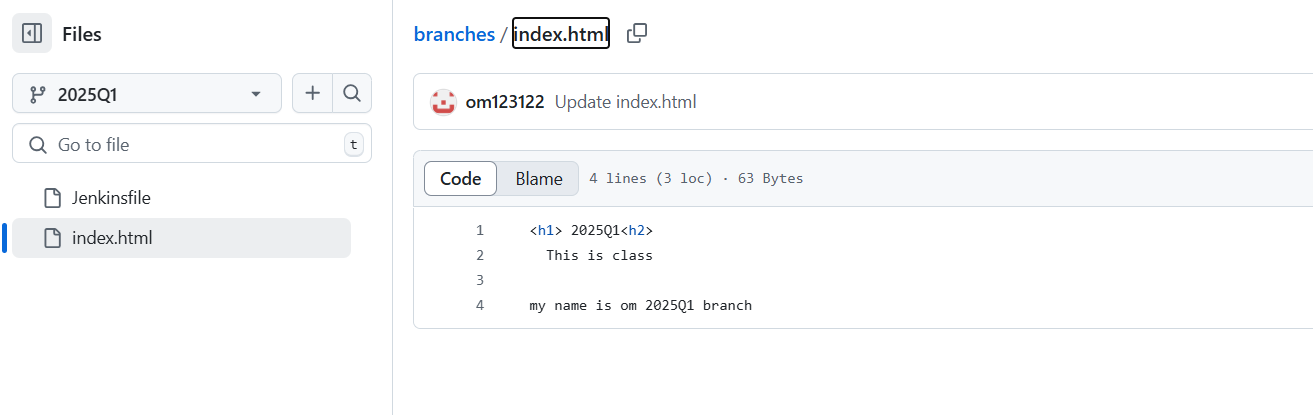 Files
2025Q1
Go to file
t
Jenkinsfile
index.html
branches / index.html
om123122 Update index.html
Code Blame 4 lines (3 loc) · 63 Bytes
1 <h1> 2025Q1<h2>
2 This is class
3
4 my name is om 2025Q1 branch